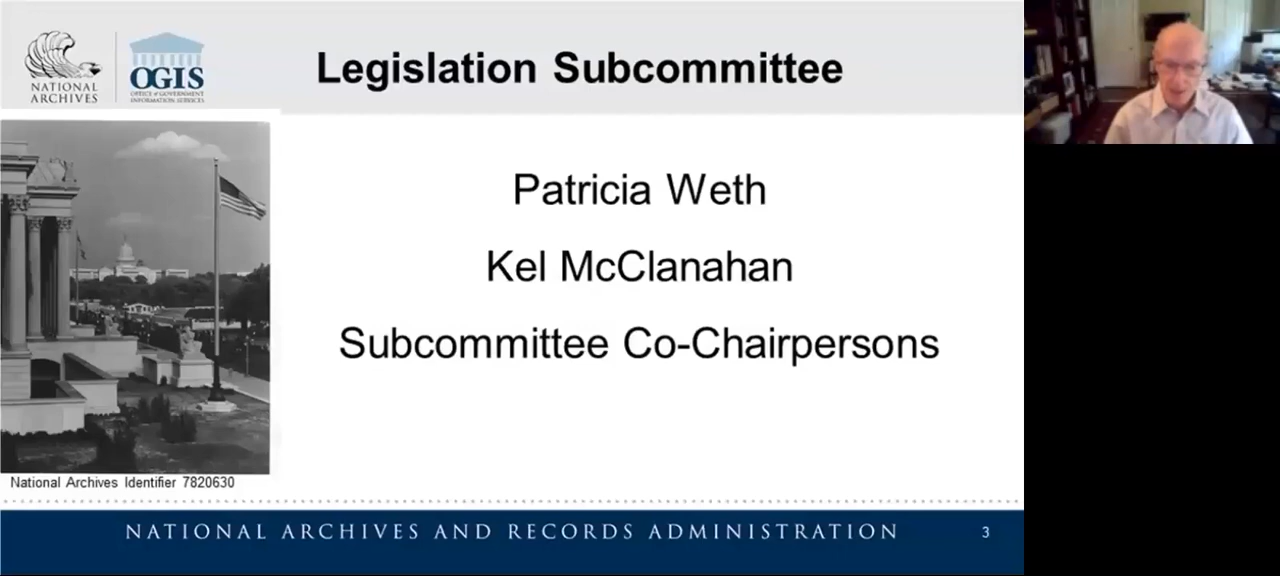 Legislation Subcommittee
NATIONAL
ARCHIVES
OGIS
OFFICE of GOVERNMENT
INFORMATION SERVICES
Patricia Weth
Kel McClanahan
Subcommittee Co-Chairpersons
National Archives Identifier 7820630
NATIONAL ARCHIVES AND RECORDS ADMINISTRATION
3